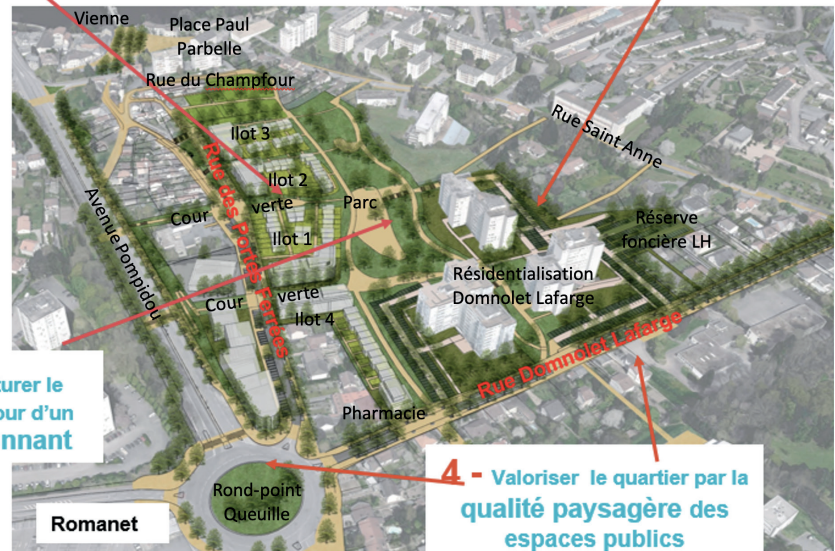 Vienne
Place Paul
Parbelle
Rue du Champfour
Ilot 3
Rue Saint Anne
Ilot 2
Rue des Portes Ferrées
Cour
verte
Parc
Réserve
foncière LH
Avenue Pompidou
Ilot 1
Résidentialisation
Domnolet Lafarge
Cour
verte
Ilot 4
Rue Domnolet Lafarge
turer le
our d'un
nnant
Pharmacie
4 - Valoriser le quartier par la
qualité paysagère des
espaces publics
Rond-point
Queuille
Romanet